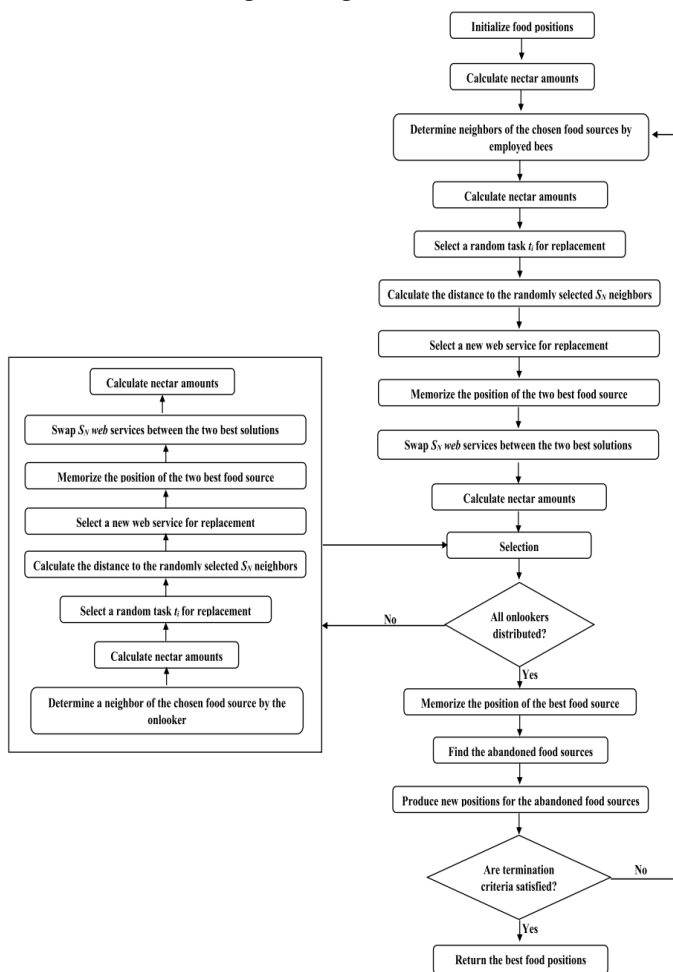 Initialize food positions
Calculate nectar amounts
Determine neighbors of the chosen food sources by
employed bees
Calculate nectar amounts
Select a random task ti for replacement
Calculate the distance to the randomly selected SN neighbors
Select a new web service for replacement
Memorize the position of the two best food source
Swap SN web services between the two best solutions
Calculate nectar amounts
Selection
All onlookers
distributed?
No
Yes
Calculate nectar amounts
Swap SN web services between the two best solutions
Memorize the position of the two best food source
Select a new web service for replacement
Calculate the distance to the randomly selected SN neighbors
Select a random task ti for replacement
Calculate nectar amounts
Determine a neighbor of the chosen food source by the
onlooker
Memorize the position of the best food source
Find the abandoned food sources
Produce new positions for the abandoned food sources
Are termination
criteria satisfied?
No
Yes
Return the best food positions